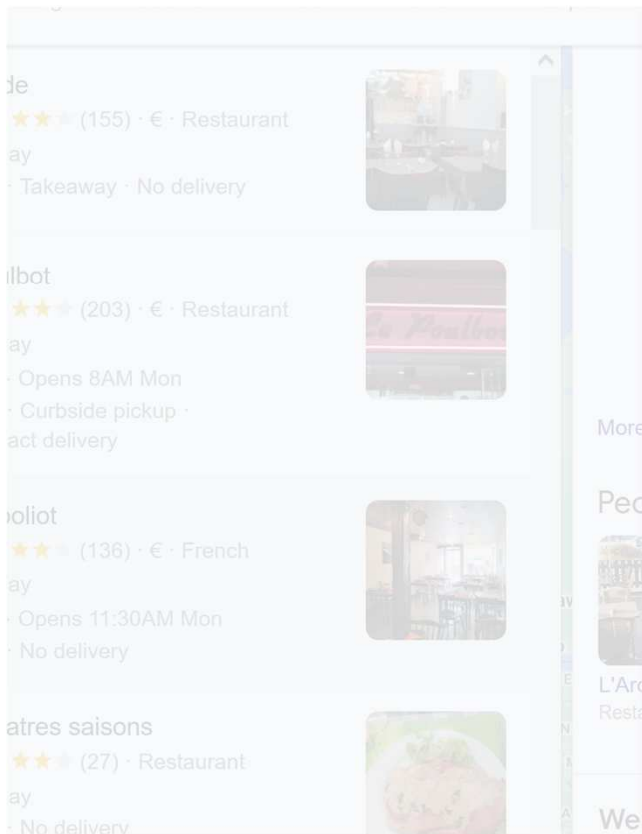 de
(155) · € · Restaurant
ay
· Takeaway · No delivery
lbot
(203) · € · Restaurant
ay
· Opens 8AM Mon
· Curbside pickup ·
act delivery
Le Poulbot
oliot
(136) · € · French
ay
· Opens 11:30AM Mon
· No delivery
atres saisons
(27) · Restaurant
ay
· No delivery
More
Peo
L'Arc
Resta
We